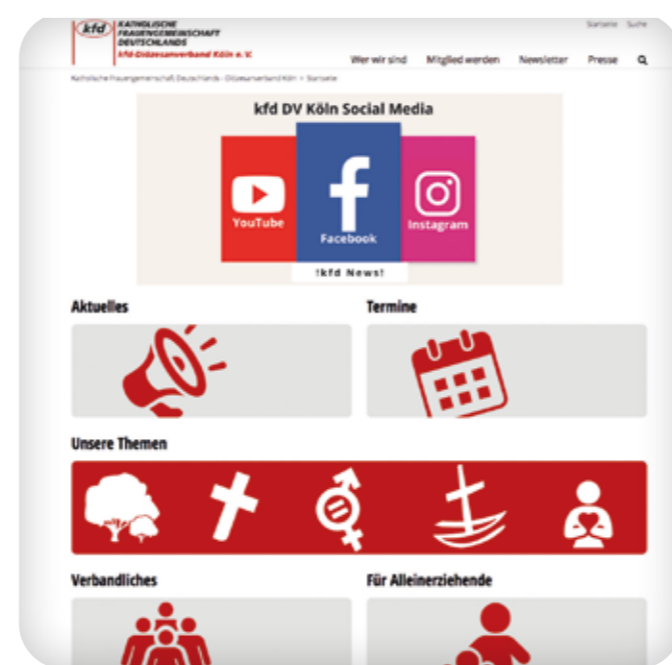 Startseite Suche
kfd KATHOLISCHE
FRAUENGEMEINSCHAFT
DEUTSCHLANDS
kfd-Diözesanverband Köln e. V.
Wer wir sind Mitglied werden Newsletter Presse
Katholische Frauengemeinschaft Deutschlands - Diözesanverband Köln > Startseite
kfd DV Köln Social Media
YouTube
Facebook
Instagram
!kfd News!
Aktuelles Termine
Unsere Themen
Verbandliches Für Alleinerziehende